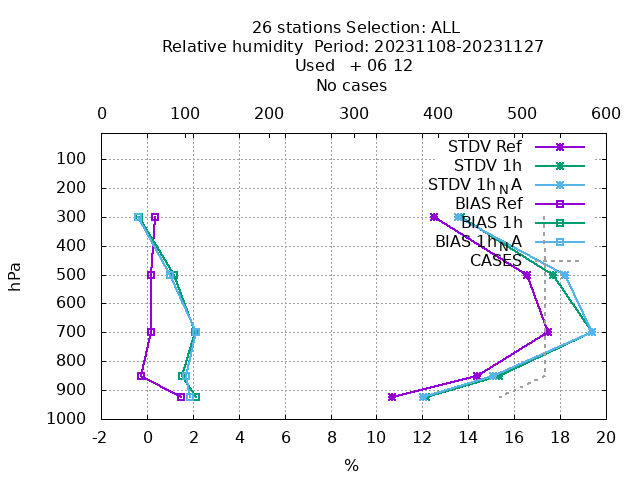 26 stations Selection: ALL
Relative humidity  Period: 20231108-20231127
Used   + 06 12
No cases
0 100 200 300 400 500 600
STDV Ref
STDV 1h
STDV 1h_NA
BIAS Ref
BIAS 1h
BIAS 1h_NA
CASES
100
200
300
400
500
600
700
800
900
1000
hPa
-2 0 2 4 6 8 10 12 14 16 18 20
%